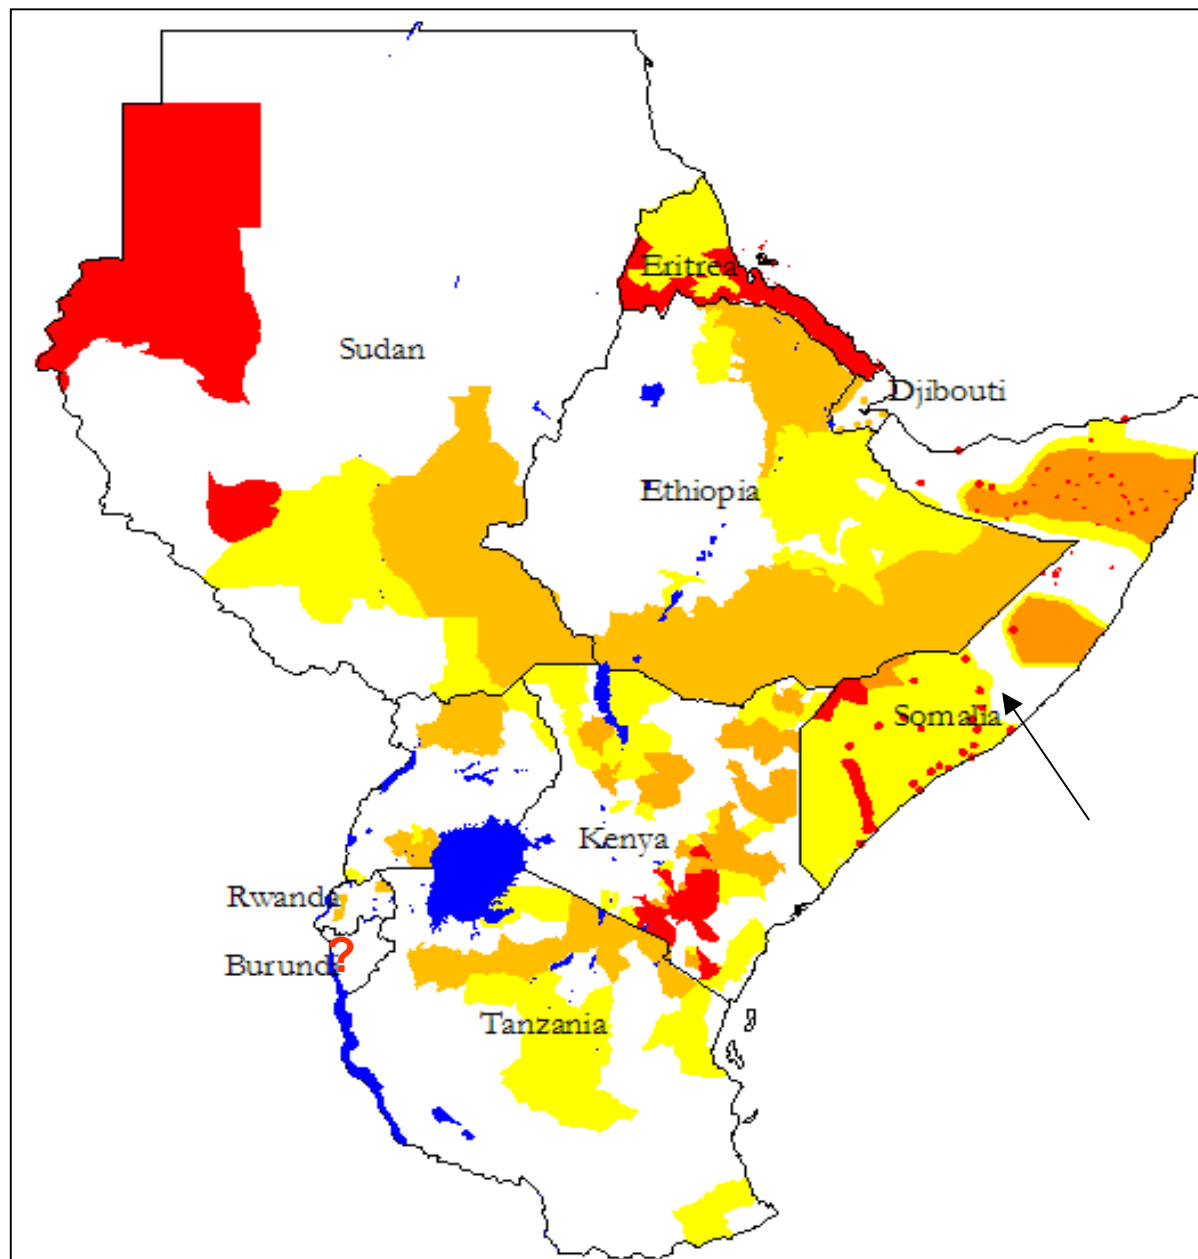 Eritrea
Sudan
Djibouti
Ethiopia
Somalia
Kenya
Rwanda
?
Burundi
Tanzania